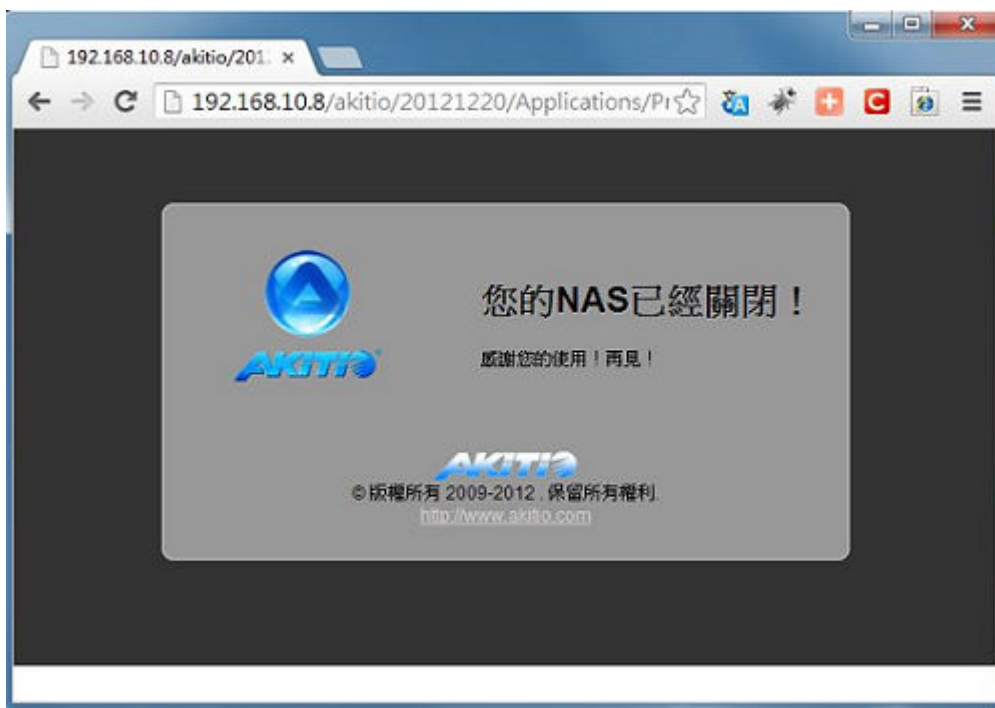 192.168.10.8/akitio/201
192.168.10.8/akitio/20121220/Applications/Pr
您的NAS已經關閉！
AKITIO
感謝您的使用！再見！
AKITIO
©版權所有 2009-2012 . 保留所有權利.
http://www.akitio.com